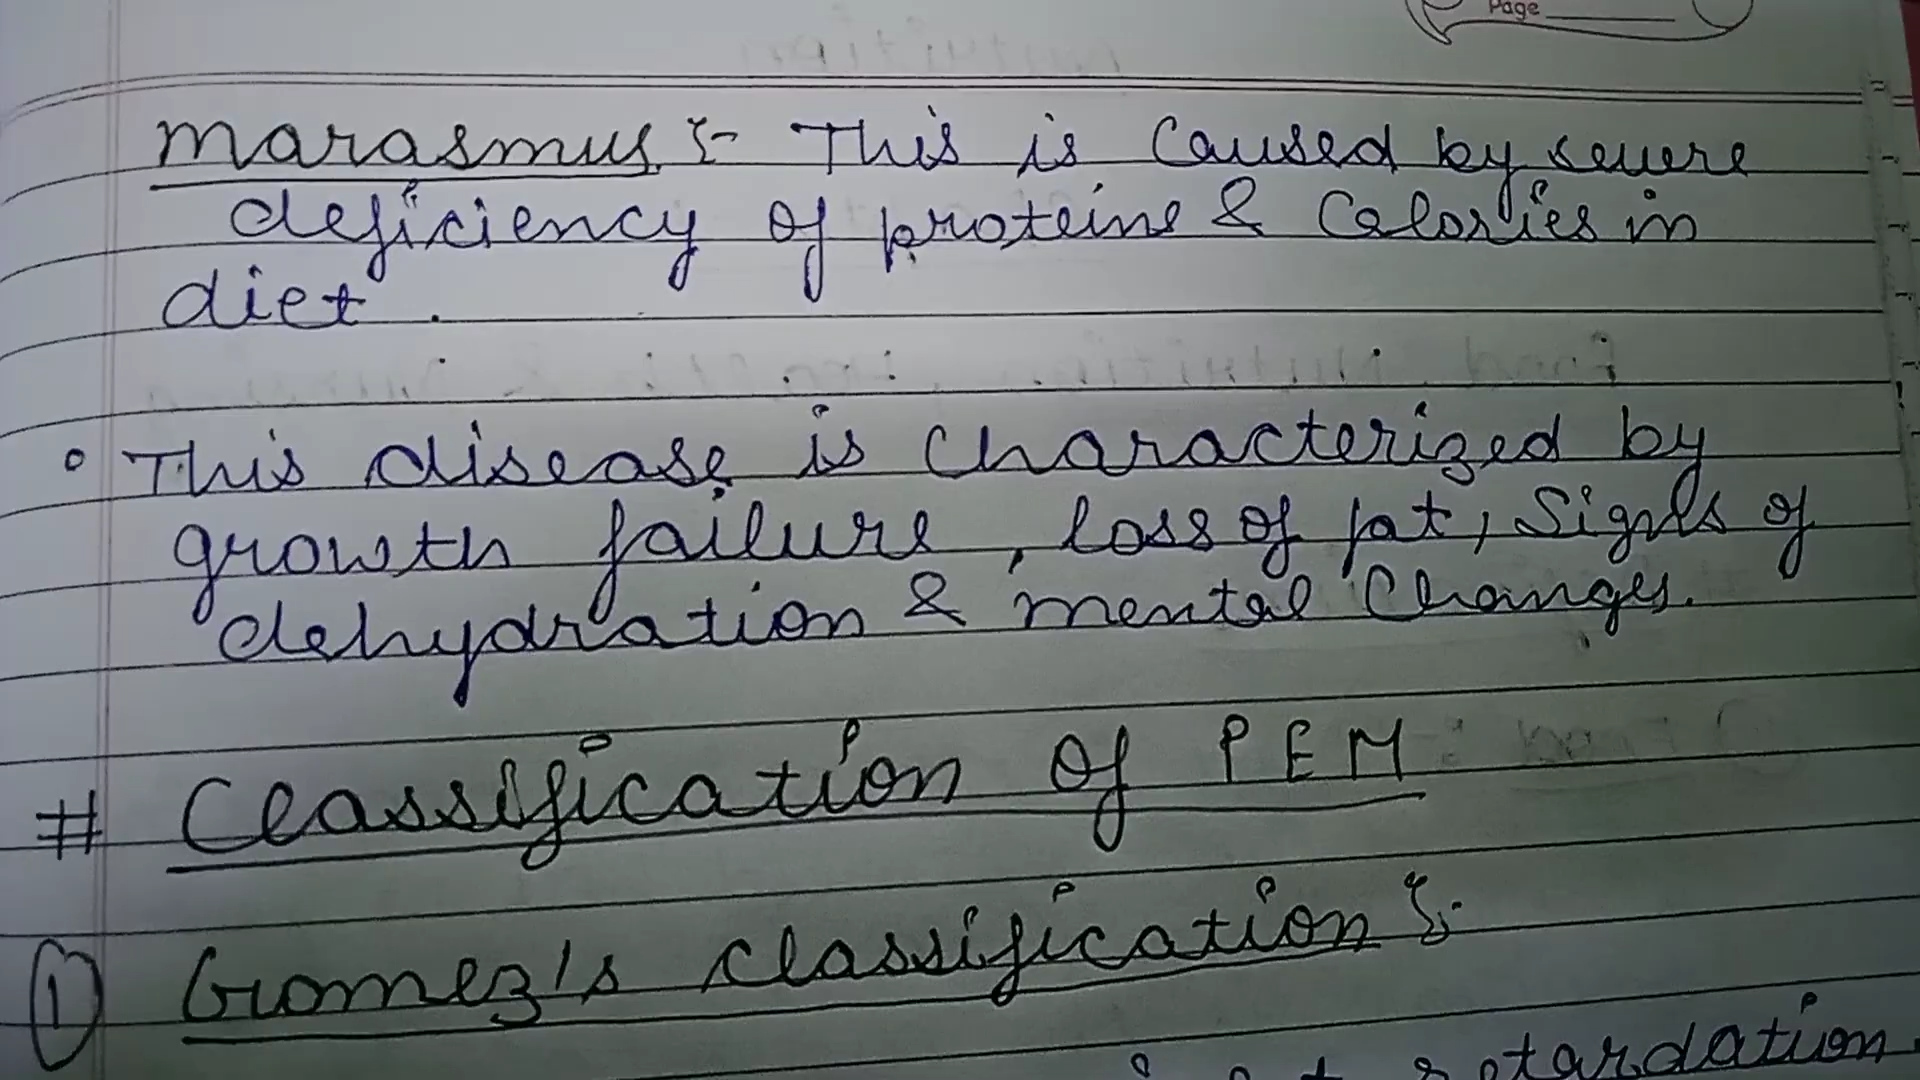 Page
Marasmus :- This is Caused by severe
deficiency of proteins & Calories in
diet.
• This disease is characterized by
growth failure, loss of fat, Signs of
dehydration & mental Changes.
# Classification Of PEM
① Gomez's classification :-
retardation